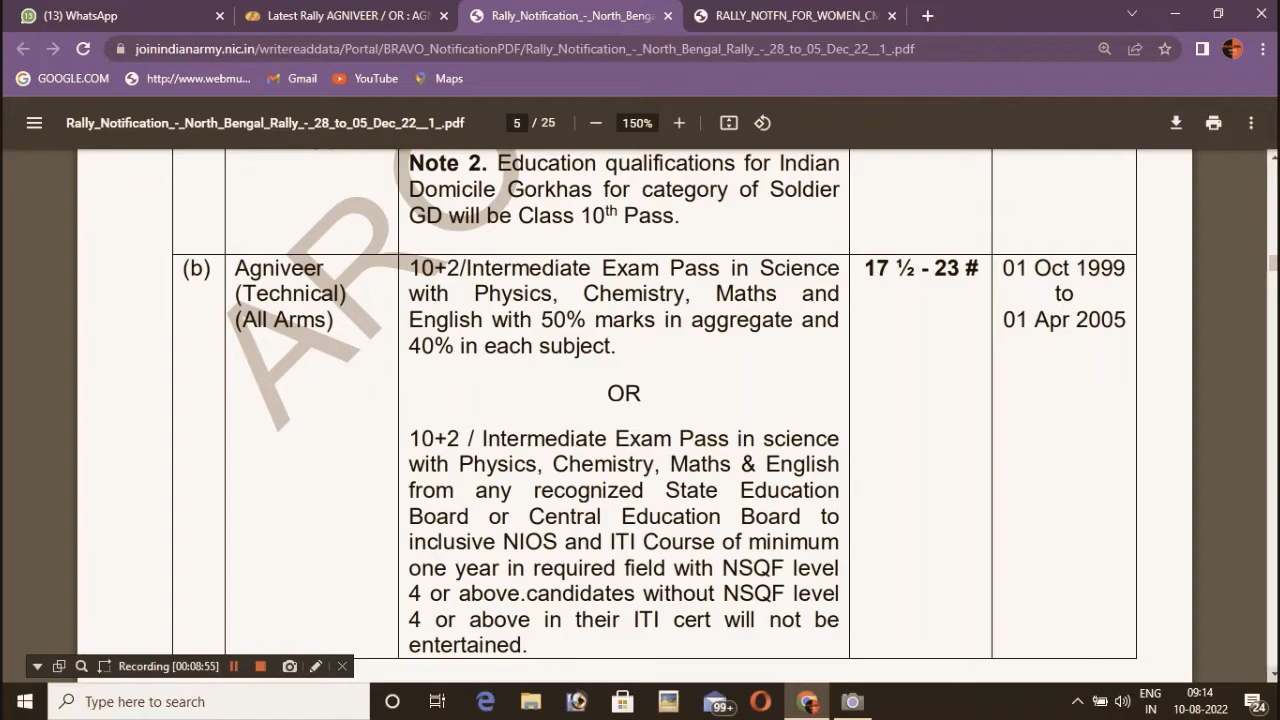 (13) WhatsApp
Latest Rally AGNIVEER / OR : AGN
Rally_Notification_-_North_Benga
RALLY_NOTFN_FOR_WOMEN_CM
joinindianarmy.nic.in/writereaddata/Portal/BRAVO_NotificationPDF/Rally_Notification_-_North_Bengal_Rally_-_28_to_05_Dec_22__1_.pdf
GOOGLE.COM
http://www.webmu...
Gmail
YouTube
Maps
Rally_Notification_-_North_Bengal_Rally_-_28_to_05_Dec_22__1_.pdf
5 / 25
150%
ARO
Note 2. Education qualifications for Indian
Domicile Gorkhas for category of Soldier
GD will be Class 10th Pass.
(b)
Agniveer
(Technical)
(All Arms)
10+2/Intermediate Exam Pass in Science
with Physics, Chemistry, Maths and
English with 50% marks in aggregate and
40% in each subject.
OR
10+2 / Intermediate Exam Pass in science
with Physics, Chemistry, Maths & English
from any recognized State Education
Board or Central Education Board to
inclusive NIOS and ITI Course of minimum
one year in required field with NSQF level
4 or above.candidates without NSQF level
4 or above in their ITI cert will not be
entertained.
17 ½ - 23 #
01 Oct 1999
to
01 Apr 2005
Recording (00:08:55)
Type here to search
99+
ENG
IN
09:14
10-08-2022
24